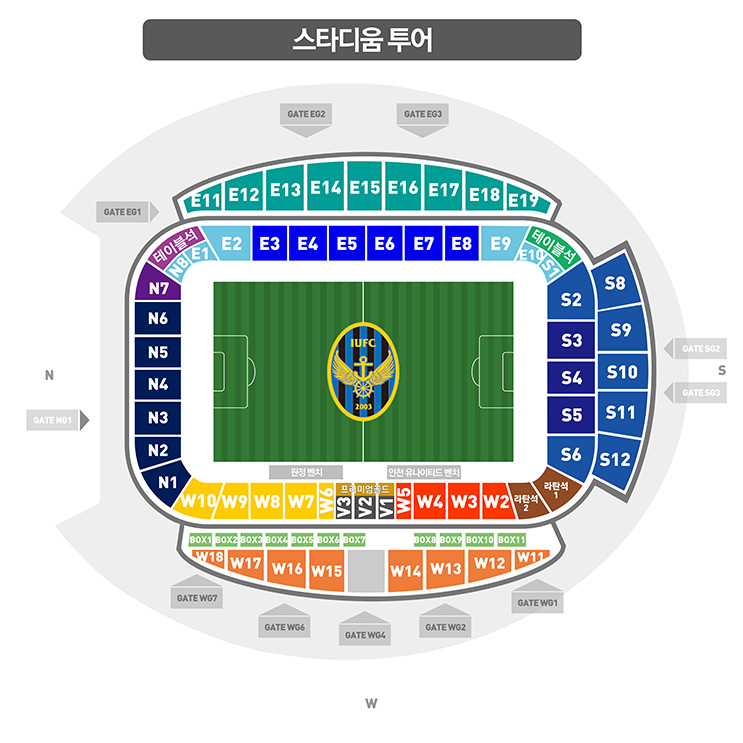 스타디움 투어
GATE EG2
GATE EG3
GATE EG1
E11
E12
E13
E14
E15
E16
E17
E18
E19
테이블석
N8
E1
E2
E3
E4
E5
E6
E7
E8
E9
테이블석
E10
S1
N7
N6
N5
N4
N3
N2
N1
S2
S3
S4
S5
S6
S8
S9
S10
S11
S12
IUFC
2003
N
GATE NG1
GATE SG2
S
GATE SG3
원정 벤치
인천 유나이티드 벤치
W10
W9
W8
W7
W6
프리미엄골드
V3
V2
V1
W5
W4
W3
W2
라탄석
2
라탄석
1
BOX1
BOX2
BOX3
BOX4
BOX5
BOX6
BOX7
BOX8
BOX9
BOX10
BOX11
W18
W17
W16
W15
W14
W13
W12
W11
GATE WG7
GATE WG6
GATE WG4
GATE WG2
GATE WG1
W